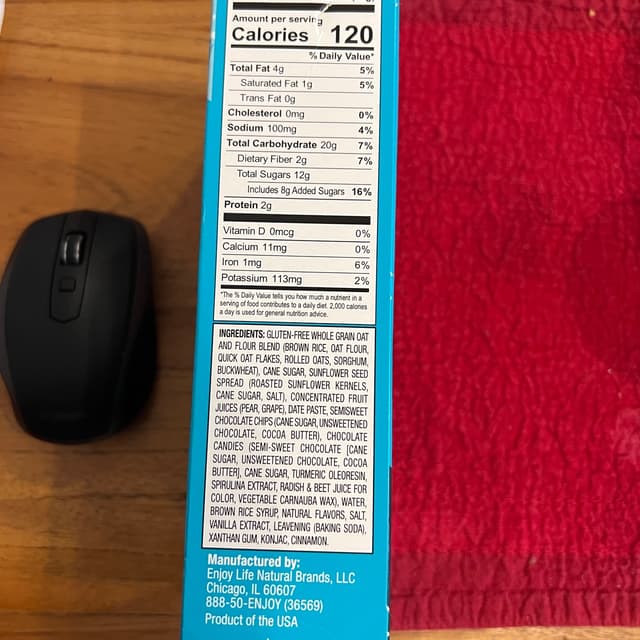 Amount per serving
Calories 120
% Daily Value*
Total Fat 4g 5%
Saturated Fat 1g 5%
Trans Fat 0g
Cholesterol 0mg 0%
Sodium 100mg 4%
Total Carbohydrate 20g 7%
Dietary Fiber 2g 7%
Total Sugars 12g
Includes 8g Added Sugars 16%
Protein 2g
Vitamin D 0mcg 0%
Calcium 11mg 0%
Iron 1mg 6%
Potassium 113mg 2%
*The % Daily Value tells you how much a nutrient in a
serving of food contributes to a daily diet. 2,000 calories
a day is used for general nutrition advice.
INGREDIENTS: GLUTEN-FREE WHOLE GRAIN OAT
AND FLOUR BLEND (BROWN RICE, OAT FLOUR,
QUICK OAT FLAKES, ROLLED OATS, SORGHUM,
BUCKWHEAT), CANE SUGAR, SUNFLOWER SEED
SPREAD (ROASTED SUNFLOWER KERNELS,
CANE SUGAR, SALT), CONCENTRATED FRUIT
JUICES (PEAR, GRAPE), DATE PASTE, SEMISWEET
CHOCOLATE CHIPS (CANE SUGAR, UNSWEETENED
CHOCOLATE, COCOA BUTTER), CHOCOLATE
CANDIES (SEMI-SWEET CHOCOLATE [CANE
SUGAR, UNSWEETENED CHOCOLATE, COCOA
BUTTER], CANE SUGAR, TURMERIC OLEORESIN,
SPIRULINA EXTRACT, RADISH & BEET JUICE FOR
COLOR, VEGETABLE CARNAUBA WAX), WATER,
BROWN RICE SYRUP, NATURAL FLAVORS, SALT,
VANILLA EXTRACT, LEAVENING (BAKING SODA),
XANTHAN GUM, KONJAC, CINNAMON.
Manufactured by:
Enjoy Life Natural Brands, LLC
Chicago, IL 60607
888-50-ENJOY (36569)
Product of the USA